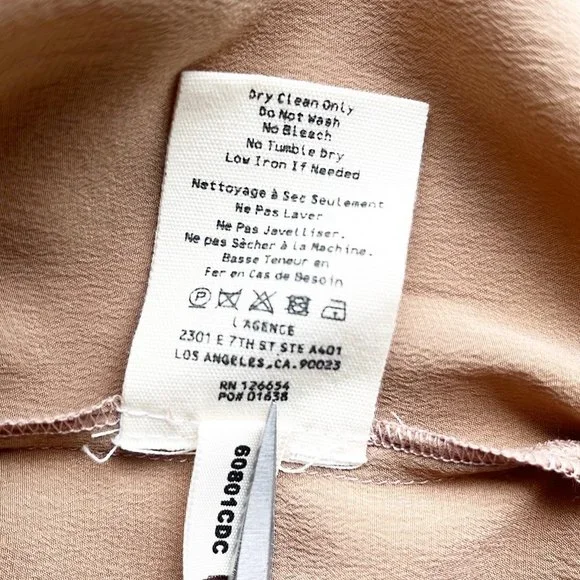 Dry Clean Only
Do Not Wash
No Bleach
No Tumble Dry
Low Iron If Needed
Nettoyage à Sec Seulement
Ne Pas Laver
Ne Pas Javelliser.
Ne pas Sècher à la Machine.
Basse Teneur en
Fer en Cas de Besoin
P
L'AGENCE
2301 E 7TH ST STE A401
LOS ANGELES, CA. 90023
RN 126654
PO# 01638
60801CDC